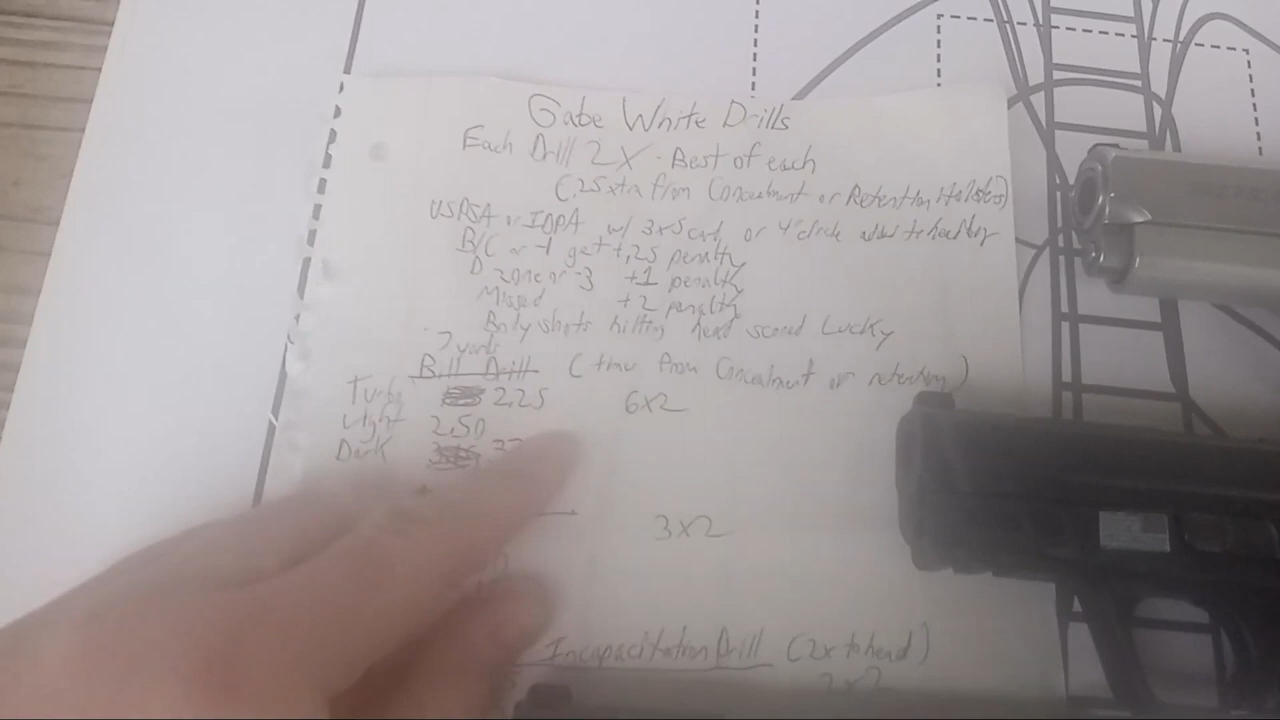 Gabe White Drills
Each Drill 2X - Best of each
(.25 xtra from Concealment or Retention Holsters)
USPSA or IDPA w/ 3x5 card or 4" circle added to head box
B/C or -1 get +.25 penalty
D zone or -3 +1 penalty
Missed +2 penalty
Body shots hitting head scored Lucky
7 yards
Bill Drill (time from Concealment or retention)
Turbo 2.25 6x2
Light 2.50
Dark
3x2
Incapacitation Drill (2x to head)
2x2